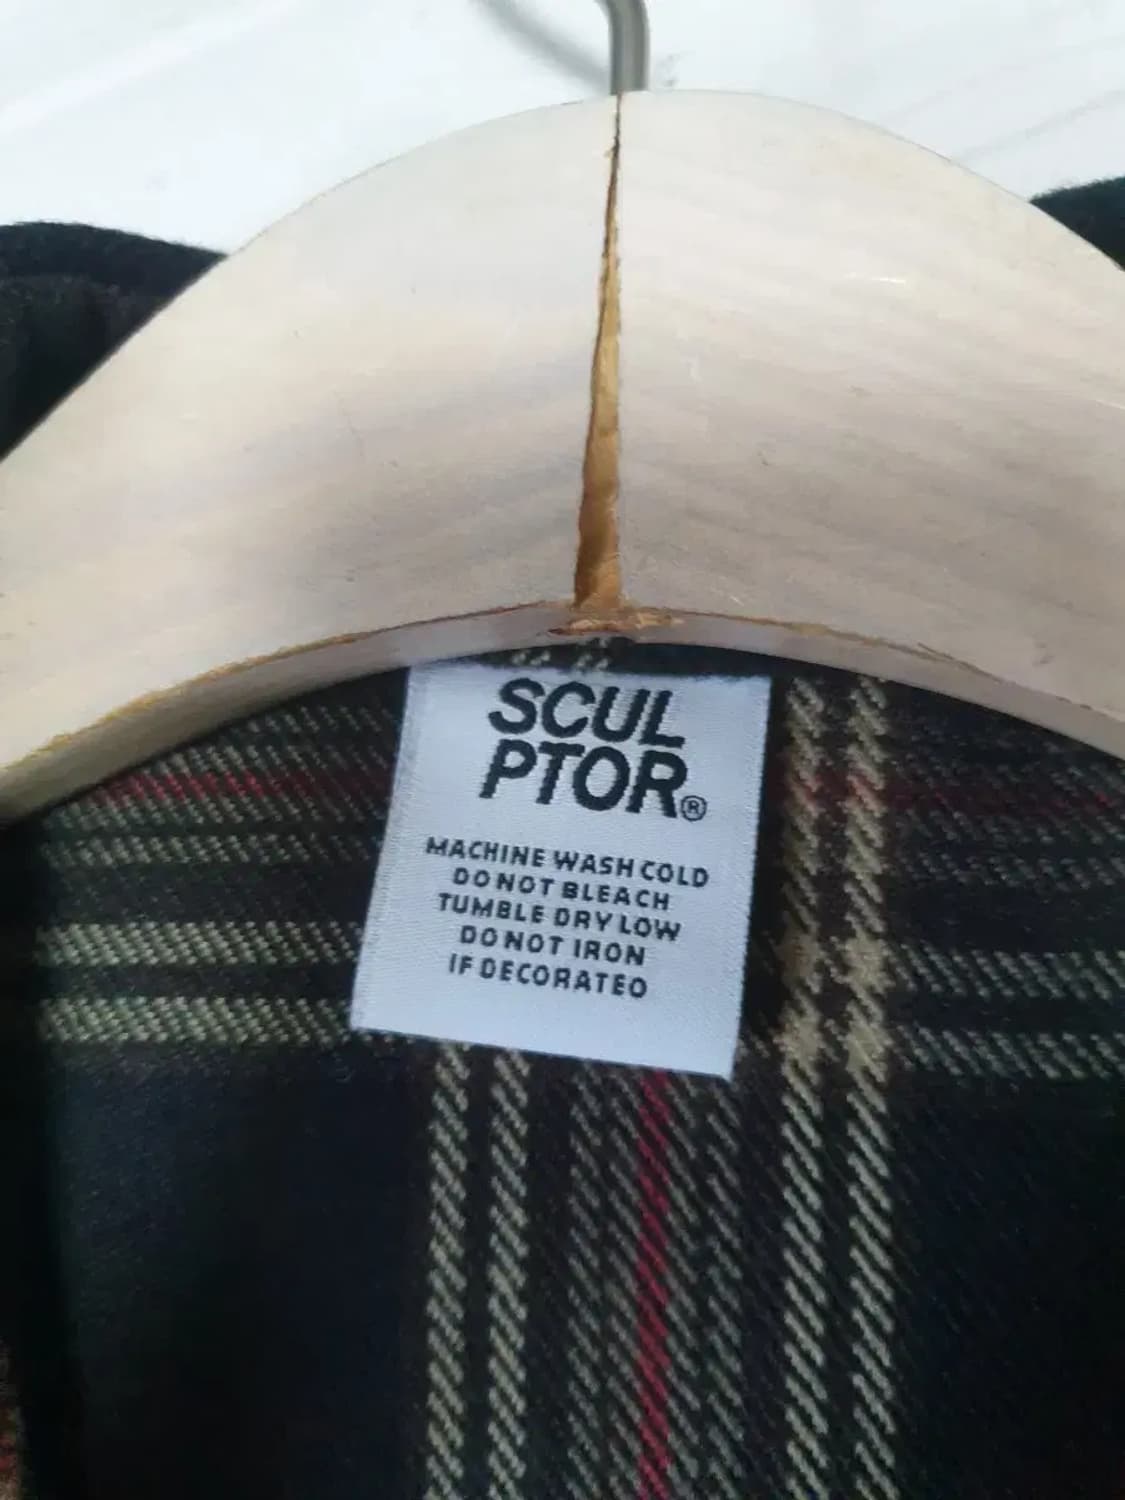 SCUL
PTOR®
MACHINE WASH COLD
DO NOT BLEACH
TUMBLE DRY LOW
DO NOT IRON
IF DECORATED